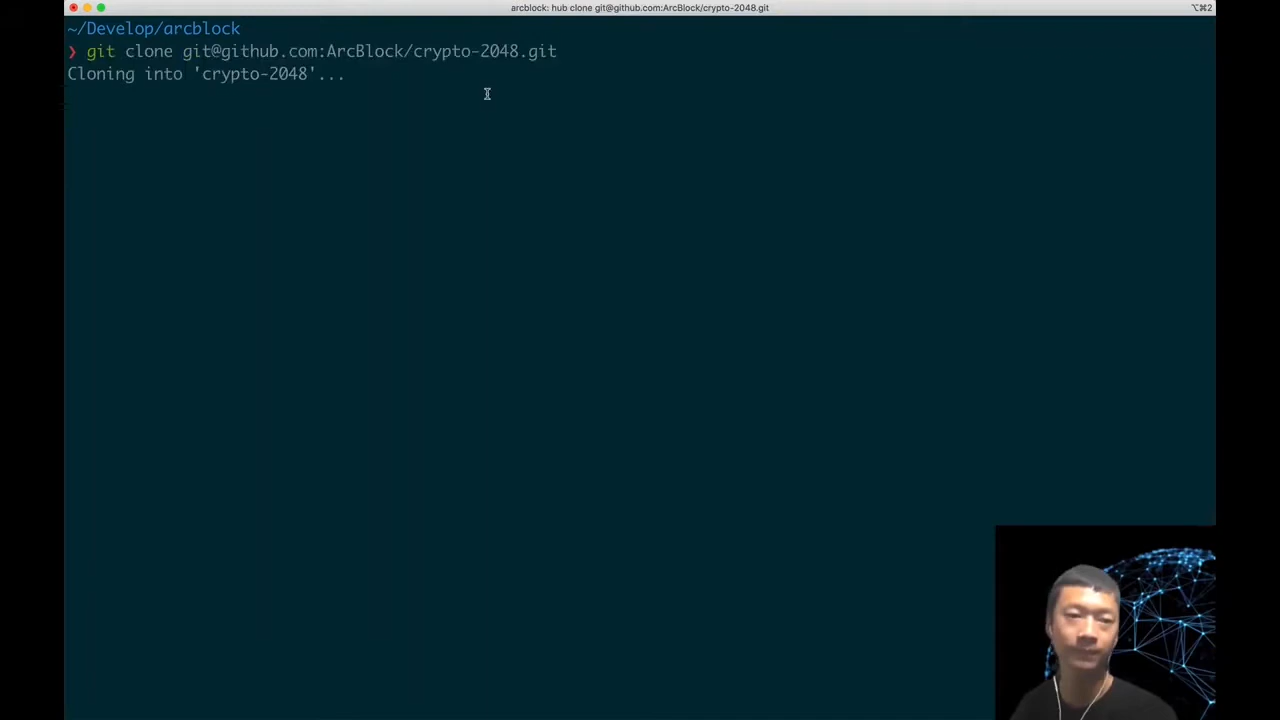 arcblock: hub clone git@github.com:ArcBlock/crypto-2048.git
⌥⌘2
~/Develop/arcblock
❯ git clone git@github.com:ArcBlock/crypto-2048.git
Cloning into 'crypto-2048'...